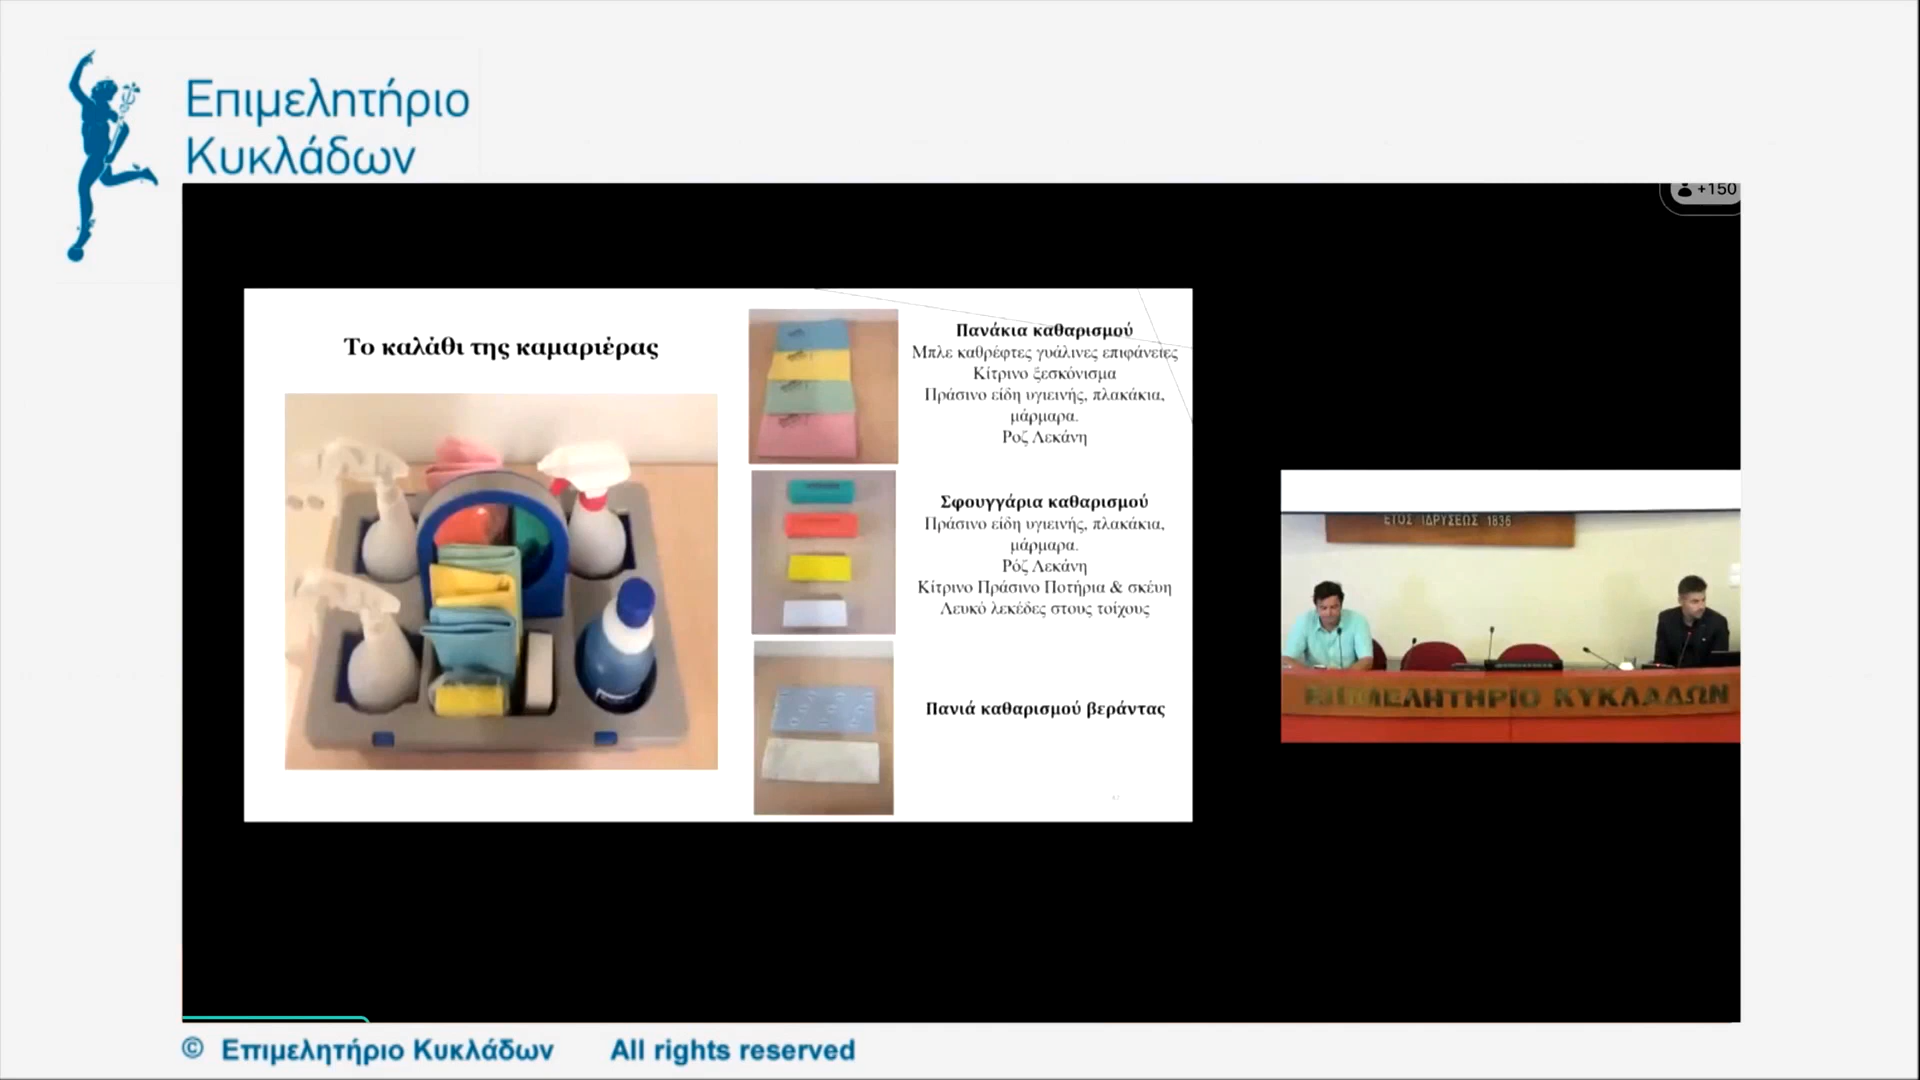 Επιμελητήριο
Κυκλάδων
+150
Το καλάθι της καμαριέρας
Πανάκια καθαρισμού
Μπλε καθρέφτες γυάλινες επιφάνειες
Κίτρινο ξεσκόνισμα
Πράσινο είδη υγιεινής, πλακάκια,
μάρμαρα.
Ροζ Λεκάνη
Σφουγγάρια καθαρισμού
Πράσινο είδη υγιεινής, πλακάκια,
μάρμαρα.
Ρόζ Λεκάνη
Κίτρινο Πράσινο Ποτήρια & σκέυη
Λευκό λεκέδες στους τοίχους
Πανιά καθαρισμού βεράντας
ΕΤΟΣ ΙΔΡΥΣΕΩΣ 1836
ΕΠΙΜΕΛΗΤΗΡΙΟ ΚΥΚΛΑΔΩΝ
© Επιμελητήριο Κυκλάδων All rights reserved